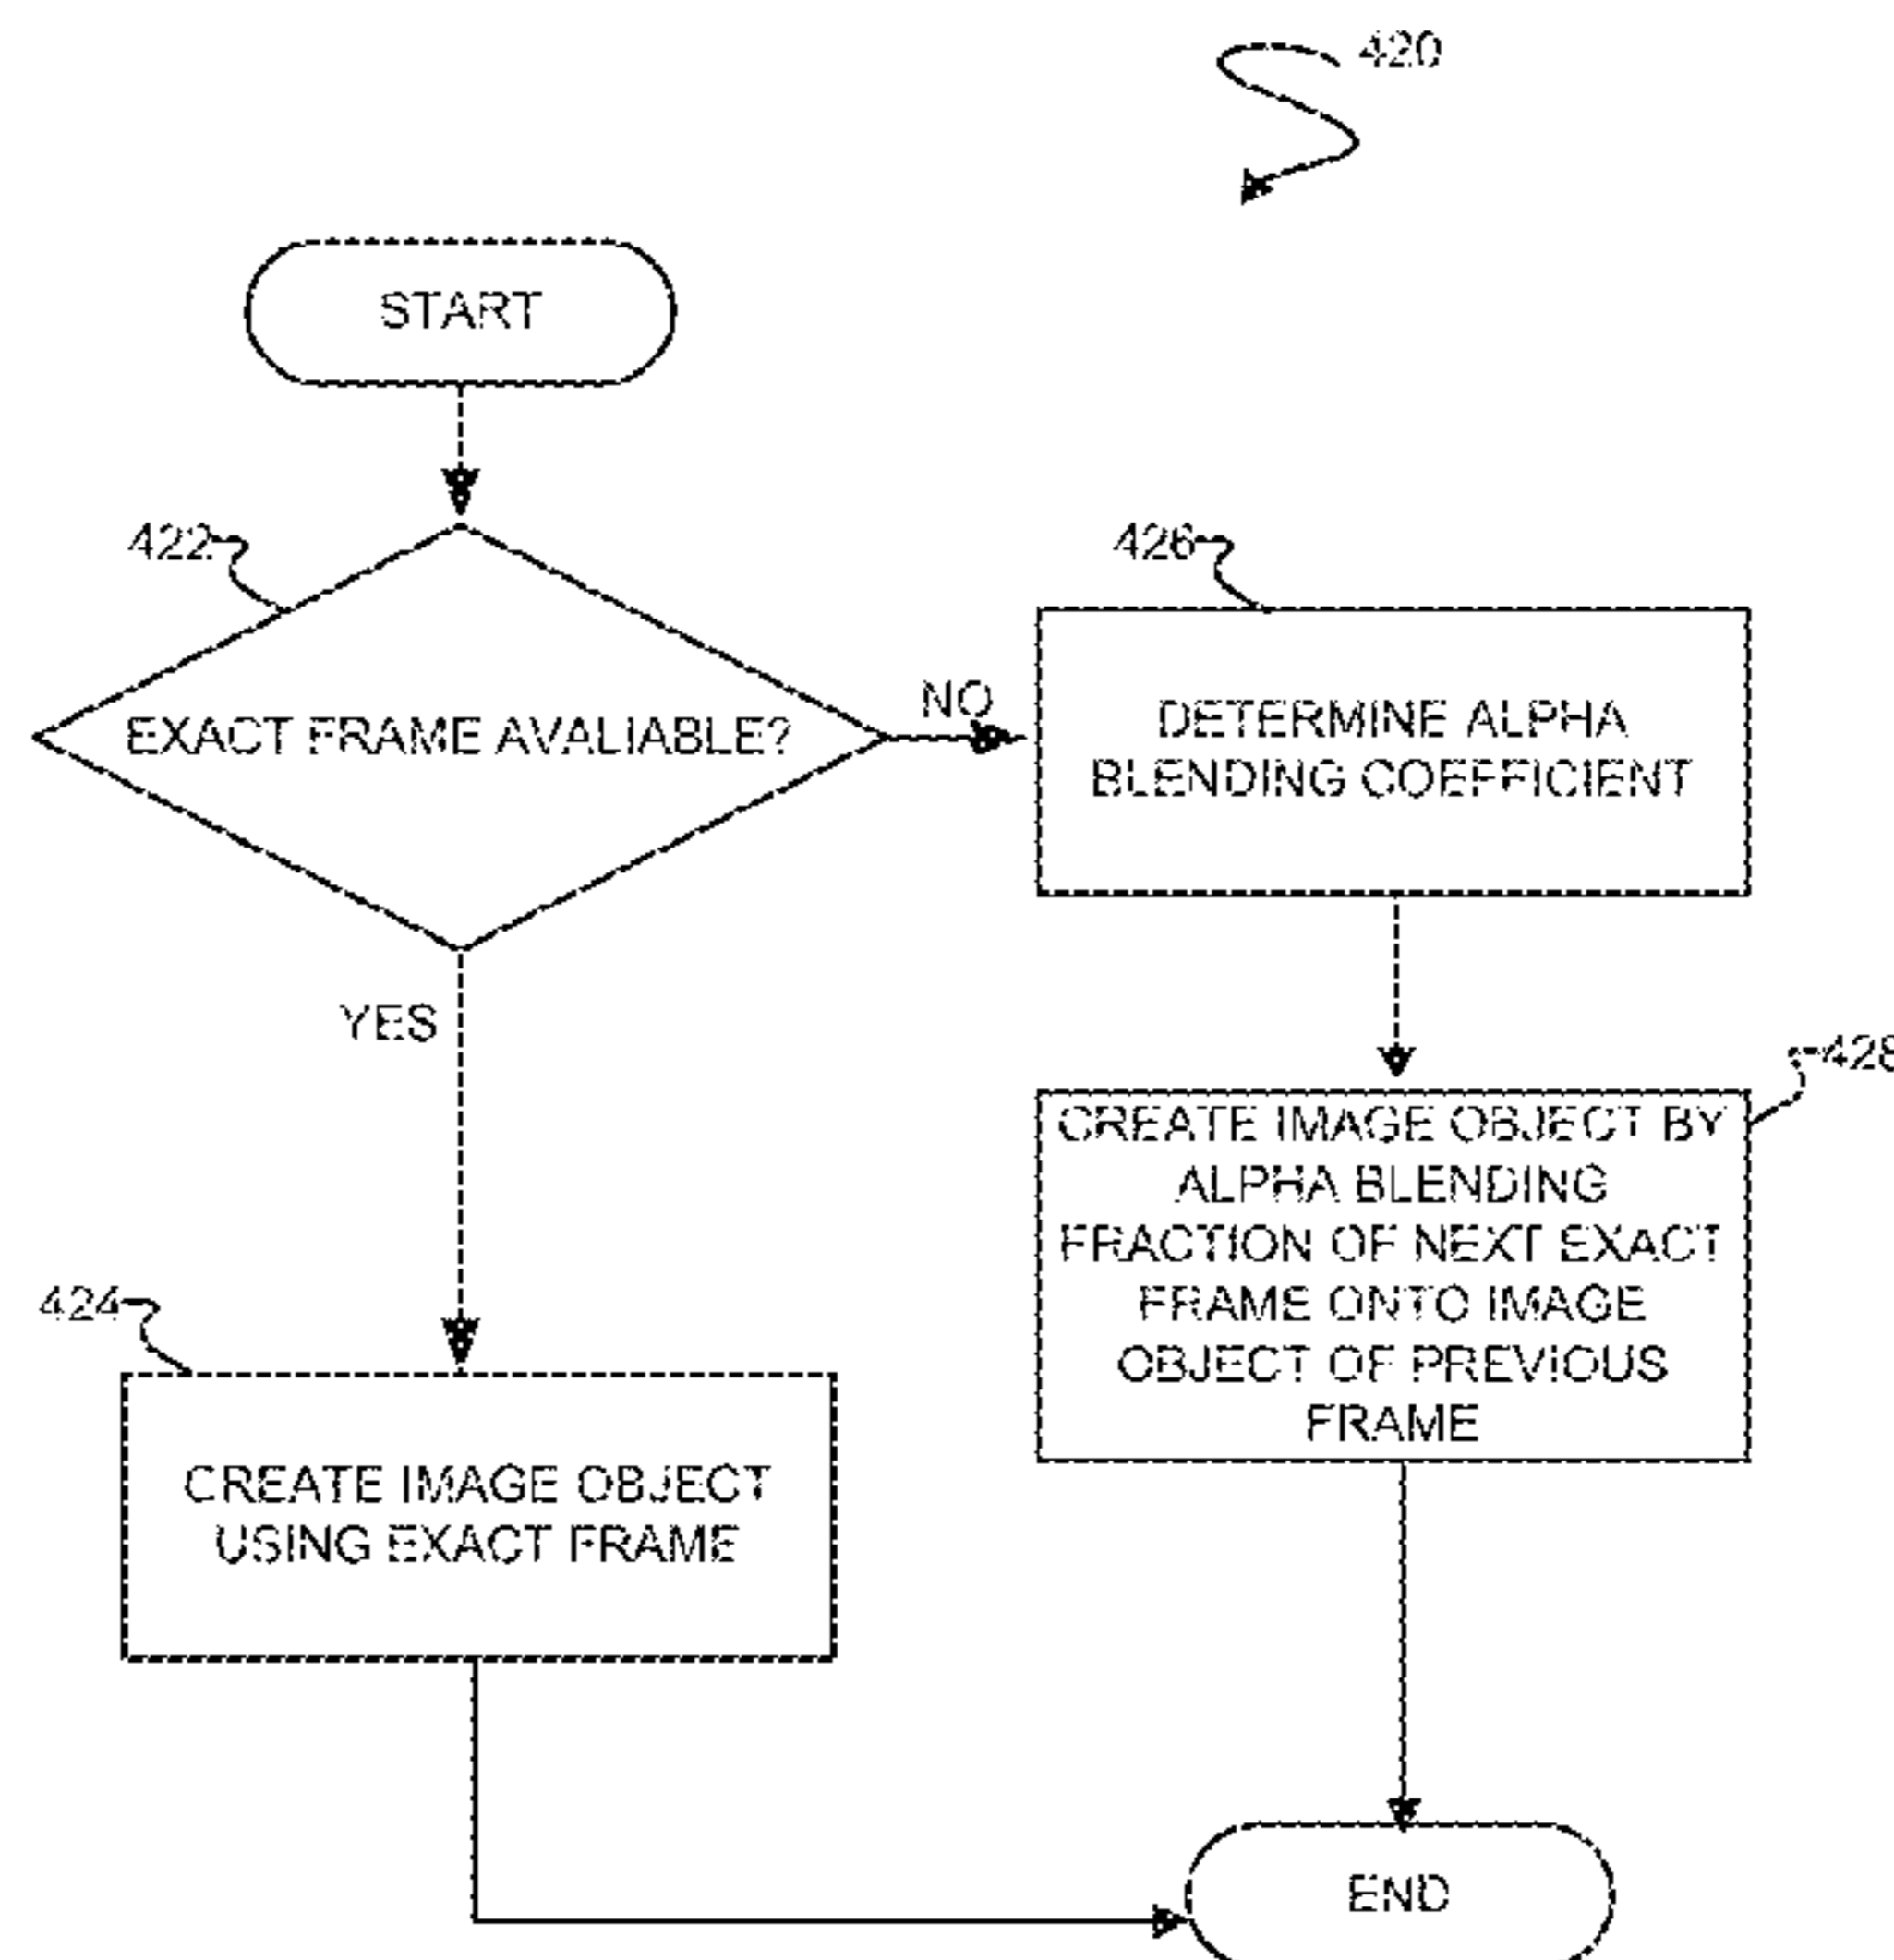 420
START
422
EXACT FRAME AVALIABLE?
NO
YES
426
DETERMINE ALPHA
BLENDING COEFFICIENT
428
CREATE IMAGE OBJECT BY
ALPHA BLENDING
FRACTION OF NEXT EXACT
FRAME ONTO IMAGE
OBJECT OF PREVIOUS
FRAME
424
CREATE IMAGE OBJECT
USING EXACT FRAME
END